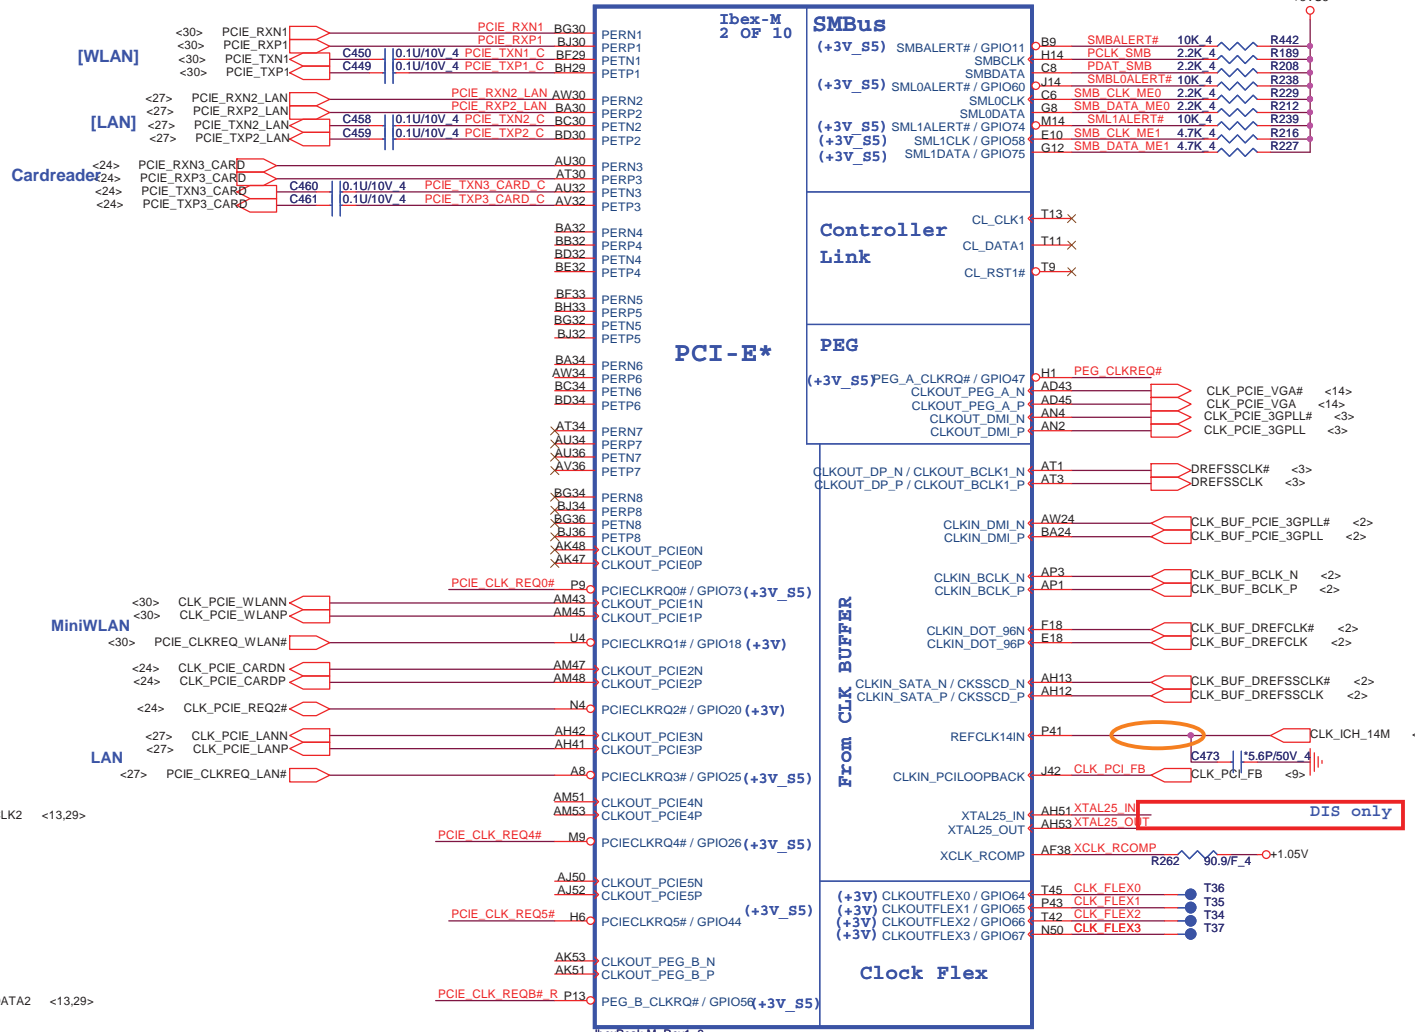 Ibex-M
2 OF 10
SMBus
[WLAN]
<30> PCIE_RXN1 PCIE_RXN1 BG30 PERN1
<30> PCIE_RXP1 PCIE_RXP1 BJ30 PERP1
<30> PCIE_TXN1 C450 0.1U/10V_4 PCIE_TXN1_C BF29 PETN1
<30> PCIE_TXP1 C449 0.1U/10V_4 PCIE_TXP1_C BH29 PETP1
[LAN]
<27> PCIE_RXN2_LAN PCIE_RXN2_LAN AW30 PERN2
<27> PCIE_RXP2_LAN PCIE_RXP2_LAN BA30 PERP2
<27> PCIE_TXN2_LAN C458 0.1U/10V_4 PCIE_TXN2_C BC30 PETN2
<27> PCIE_TXP2_LAN C459 0.1U/10V_4 PCIE_TXP2_C BD30 PETP2
Cardreader
<24> PCIE_RXN3_CARD AU30 PERN3
<24> PCIE_RXP3_CARD AT30 PERP3
<24> PCIE_TXN3_CARD C460 0.1U/10V_4 PCIE_TXN3_CARD_C AU32 PETN3
<24> PCIE_TXP3_CARD C461 0.1U/10V_4 PCIE_TXP3_CARD_C AV32 PETP3
BA32 PERN4
BB32 PERP4
BD32 PETN4
BE32 PETP4
BF33 PERN5
BH33 PERP5
BG32 PETN5
BJ32 PETP5
PCI-E*
BA34 PERN6
AW34 PERP6
BC34 PETN6
BD34 PETP6
AT34 PERN7
AU34 PERP7
AU36 PETN7
AV36 PETP7
BG34 PERN8
BJ34 PERP8
BG36 PETN8
BJ36 PETP8
AK48 CLKOUT_PCIE0N
AK47 CLKOUT_PCIE0P
PCIE_CLK_REQ0# P9 PCIECLKRQ0# / GPIO73 (+3V_S5)
MiniWLAN
<30> CLK_PCIE_WLANN AM43 CLKOUT_PCIE1N
<30> CLK_PCIE_WLANP AM45 CLKOUT_PCIE1P
<30> PCIE_CLKREQ_WLAN# U4 PCIECLKRQ1# / GPIO18 (+3V)
<24> CLK_PCIE_CARDN AM47 CLKOUT_PCIE2N
<24> CLK_PCIE_CARDP AM48 CLKOUT_PCIE2P
<24> CLK_PCIE_REQ2# N4 PCIECLKRQ2# / GPIO20 (+3V)
LAN
<27> CLK_PCIE_LANN AH42 CLKOUT_PCIE3N
<27> CLK_PCIE_LANP AH41 CLKOUT_PCIE3P
<27> PCIE_CLKREQ_LAN# A8 PCIECLKRQ3# / GPIO25 (+3V_S5)
AM51 CLKOUT_PCIE4N
LK2 <13,29> AM53 CLKOUT_PCIE4P
PCIE_CLK_REQ4# M9 PCIECLKRQ4# / GPIO26 (+3V_S5)
AJ50 CLKOUT_PCIE5N
AJ52 CLKOUT_PCIE5P
(+3V_S5)
PCIE_CLK_REQ5# H6 PCIECLKRQ5# / GPIO44
AK53 CLKOUT_PEG_B_N
AK51 CLKOUT_PEG_B_P
ATA2 <13,29> PCIE_CLK_REQB#_R P13 PEG_B_CLKRQ# / GPIO56 (+3V_S5)
(+3V_S5) SMBALERT# / GPIO11 B9 SMBALERT# 10K_4 R442
SMBCLK H14 PCLK_SMB 2.2K_4 R189
SMBDATA C8 PDAT_SMB 2.2K_4 R208
(+3V_S5) SML0ALERT# / GPIO60 J14 SMBL0ALERT# 10K_4 R238
SML0CLK C6 SMB_CLK_ME0 2.2K_4 R229
SML0DATA G8 SMB_DATA_ME0 2.2K_4 R212
(+3V_S5) SML1ALERT# / GPIO74 M14 SML1ALERT# 10K_4 R239
(+3V_S5) SML1CLK / GPIO58 E10 SMB_CLK_ME1 4.7K_4 R216
(+3V_S5) SML1DATA / GPIO75 G12 SMB_DATA_ME1 4.7K_4 R227
Controller
Link
CL_CLK1 T13
CL_DATA1 T11
CL_RST1# T9
PEG
(+3V_S5) PEG_A_CLKRQ# / GPIO47 H1 PEG_CLKREQ#
CLKOUT_PEG_A_N AD43 CLK_PCIE_VGA# <14>
CLKOUT_PEG_A_P AD45 CLK_PCIE_VGA <14>
CLKOUT_DMI_N AN4 CLK_PCIE_3GPLL# <3>
CLKOUT_DMI_P AN2 CLK_PCIE_3GPLL <3>
From CLK BUFFER
CLKOUT_DP_N / CLKOUT_BCLK1_N AT1 DREFSSCLK# <3>
CLKOUT_DP_P / CLKOUT_BCLK1_P AT3 DREFSSCLK <3>
CLKIN_DMI_N AW24 CLK_BUF_PCIE_3GPLL# <2>
CLKIN_DMI_P BA24 CLK_BUF_PCIE_3GPLL <2>
CLKIN_BCLK_N AP3 CLK_BUF_BCLK_N <2>
CLKIN_BCLK_P AP1 CLK_BUF_BCLK_P <2>
CLKIN_DOT_96N F18 CLK_BUF_DREFCLK# <2>
CLKIN_DOT_96P E18 CLK_BUF_DREFCLK <2>
CLKIN_SATA_N / CKSSCD_N AH13 CLK_BUF_DREFSSCLK# <2>
CLKIN_SATA_P / CKSSCD_P AH12 CLK_BUF_DREFSSCLK <2>
REFCLK14IN P41 CLK_ICH_14M
C473 *5.6P/50V_4
CLKIN_PCILOOPBACK J42 CLK_PCI_FB CLK_PCI_FB <9>
XTAL25_IN AH51 XTAL25_IN DIS only
XTAL25_OUT AH53 XTAL25_OUT
XCLK_RCOMP AF38 XCLK_RCOMP R262 90.9/F_4 +1.05V
(+3V) CLKOUTFLEX0 / GPIO64 T45 CLK_FLEX0 T36
(+3V) CLKOUTFLEX1 / GPIO65 P43 CLK_FLEX1 T35
(+3V) CLKOUTFLEX2 / GPIO66 T42 CLK_FLEX2 T34
(+3V) CLKOUTFLEX3 / GPIO67 N50 CLK_FLEX3 T37
Clock Flex